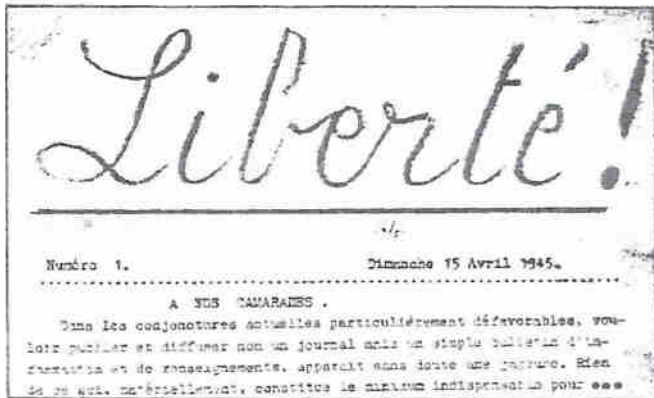 Liberté!
Numéro 1. Dimanche 15 Avril 1945.
A NOS CAMARADES.
Dans les conjonctures actuelles particulièrement défavorables, vou-
loir publier et diffuser non un journal mais un simple bulletin d'in-
formation et de renseignements, apparait sans doute une gageure. Rien
de ce qui, matériellement, constitue le minimum indispensable pour